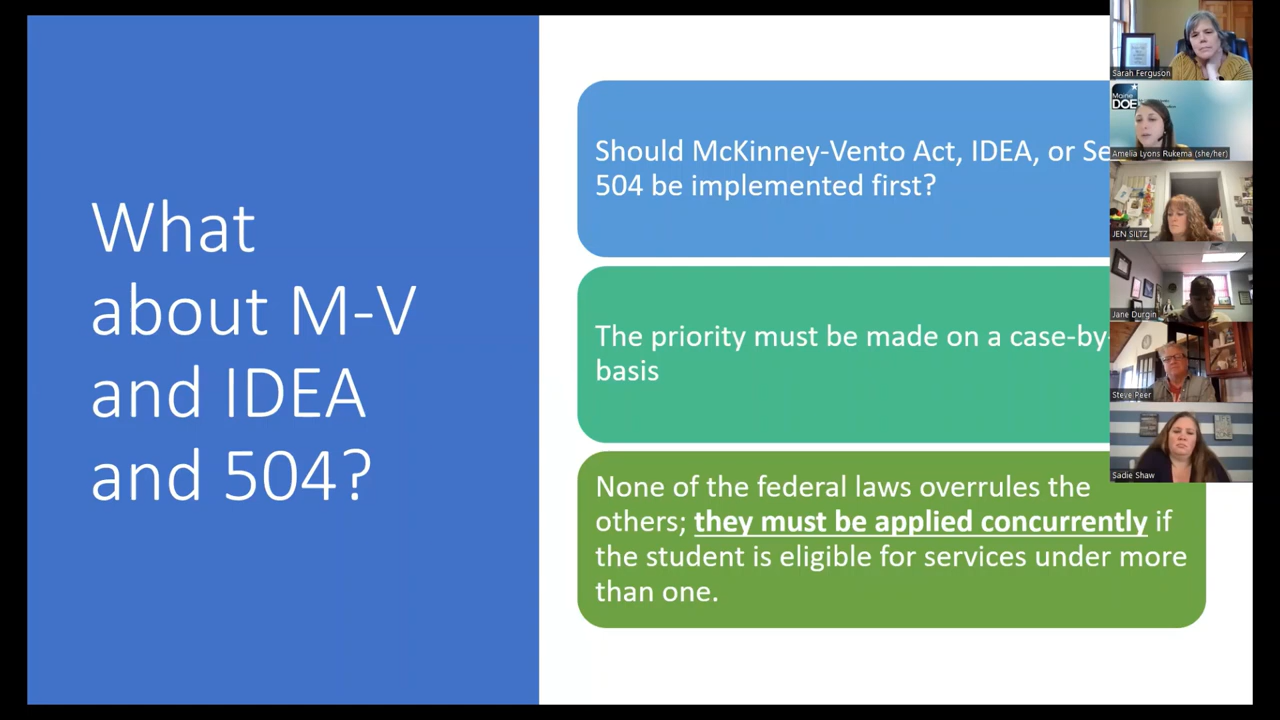 What
about M-V
and IDEA
and 504?
Should McKinney-Vento Act, IDEA, or Se
504 be implemented first?
The priority must be made on a case-by-
basis
None of the federal laws overrules the
others; they must be applied concurrently if
the student is eligible for services under more
than one.
Sarah Ferguson
Maine
DOE
Amelia Lyons Rukema (she/her)
JEN SILTZ
Jane Durgin
Steve Peer
Sadie Shaw